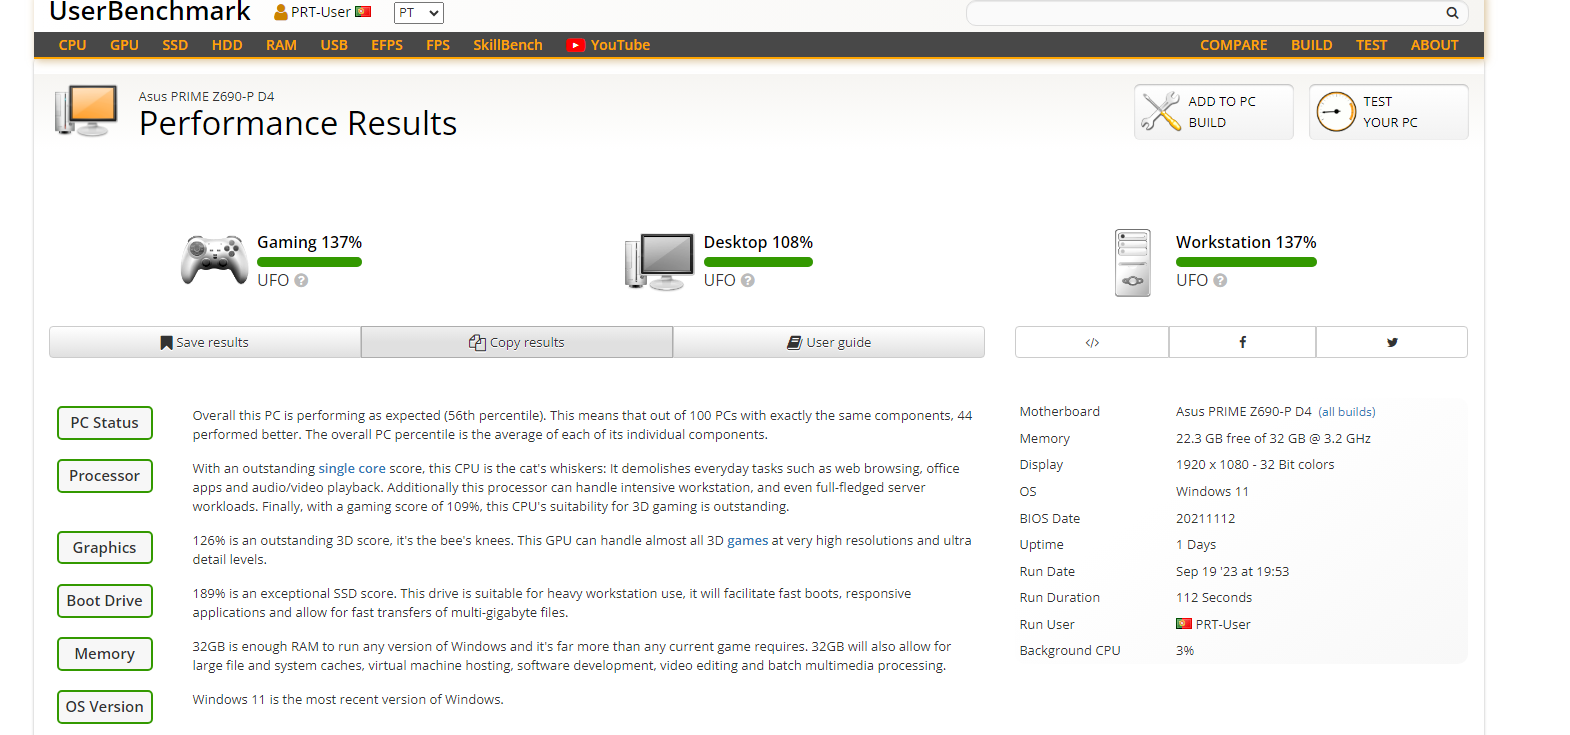 UserBenchmark PRT-User PT
CPU GPU SSD HDD RAM USB EFPS FPS SkillBench YouTube COMPARE BUILD TEST ABOUT
Asus PRIME Z690-P D4
Performance Results
ADD TO PC
BUILD
TEST
YOUR PC
Gaming 137%
UFO
Desktop 108%
UFO
Workstation 137%
UFO
Save results Copy results User guide </>
PC Status
Overall this PC is performing as expected (56th percentile). This means that out of 100 PCs with exactly the same components, 44
performed better. The overall PC percentile is the average of each of its individual components.
Processor
With an outstanding single core score, this CPU is the cat's whiskers: It demolishes everyday tasks such as web browsing, office
apps and audio/video playback. Additionally this processor can handle intensive workstation, and even full-fledged server
workloads. Finally, with a gaming score of 109%, this CPU's suitability for 3D gaming is outstanding.
Graphics
126% is an outstanding 3D score, it's the bee's knees. This GPU can handle almost all 3D games at very high resolutions and ultra
detail levels.
Boot Drive
189% is an exceptional SSD score. This drive is suitable for heavy workstation use, it will facilitate fast boots, responsive
applications and allow for fast transfers of multi-gigabyte files.
Memory
32GB is enough RAM to run any version of Windows and it's far more than any current game requires. 32GB will also allow for
large file and system caches, virtual machine hosting, software development, video editing and batch multimedia processing.
OS Version
Windows 11 is the most recent version of Windows.
Motherboard Asus PRIME Z690-P D4 (all builds)
Memory 22.3 GB free of 32 GB @ 3.2 GHz
Display 1920 x 1080 - 32 Bit colors
OS Windows 11
BIOS Date 20211112
Uptime 1 Days
Run Date Sep 19 '23 at 19:53
Run Duration 112 Seconds
Run User PRT-User
Background CPU 3%